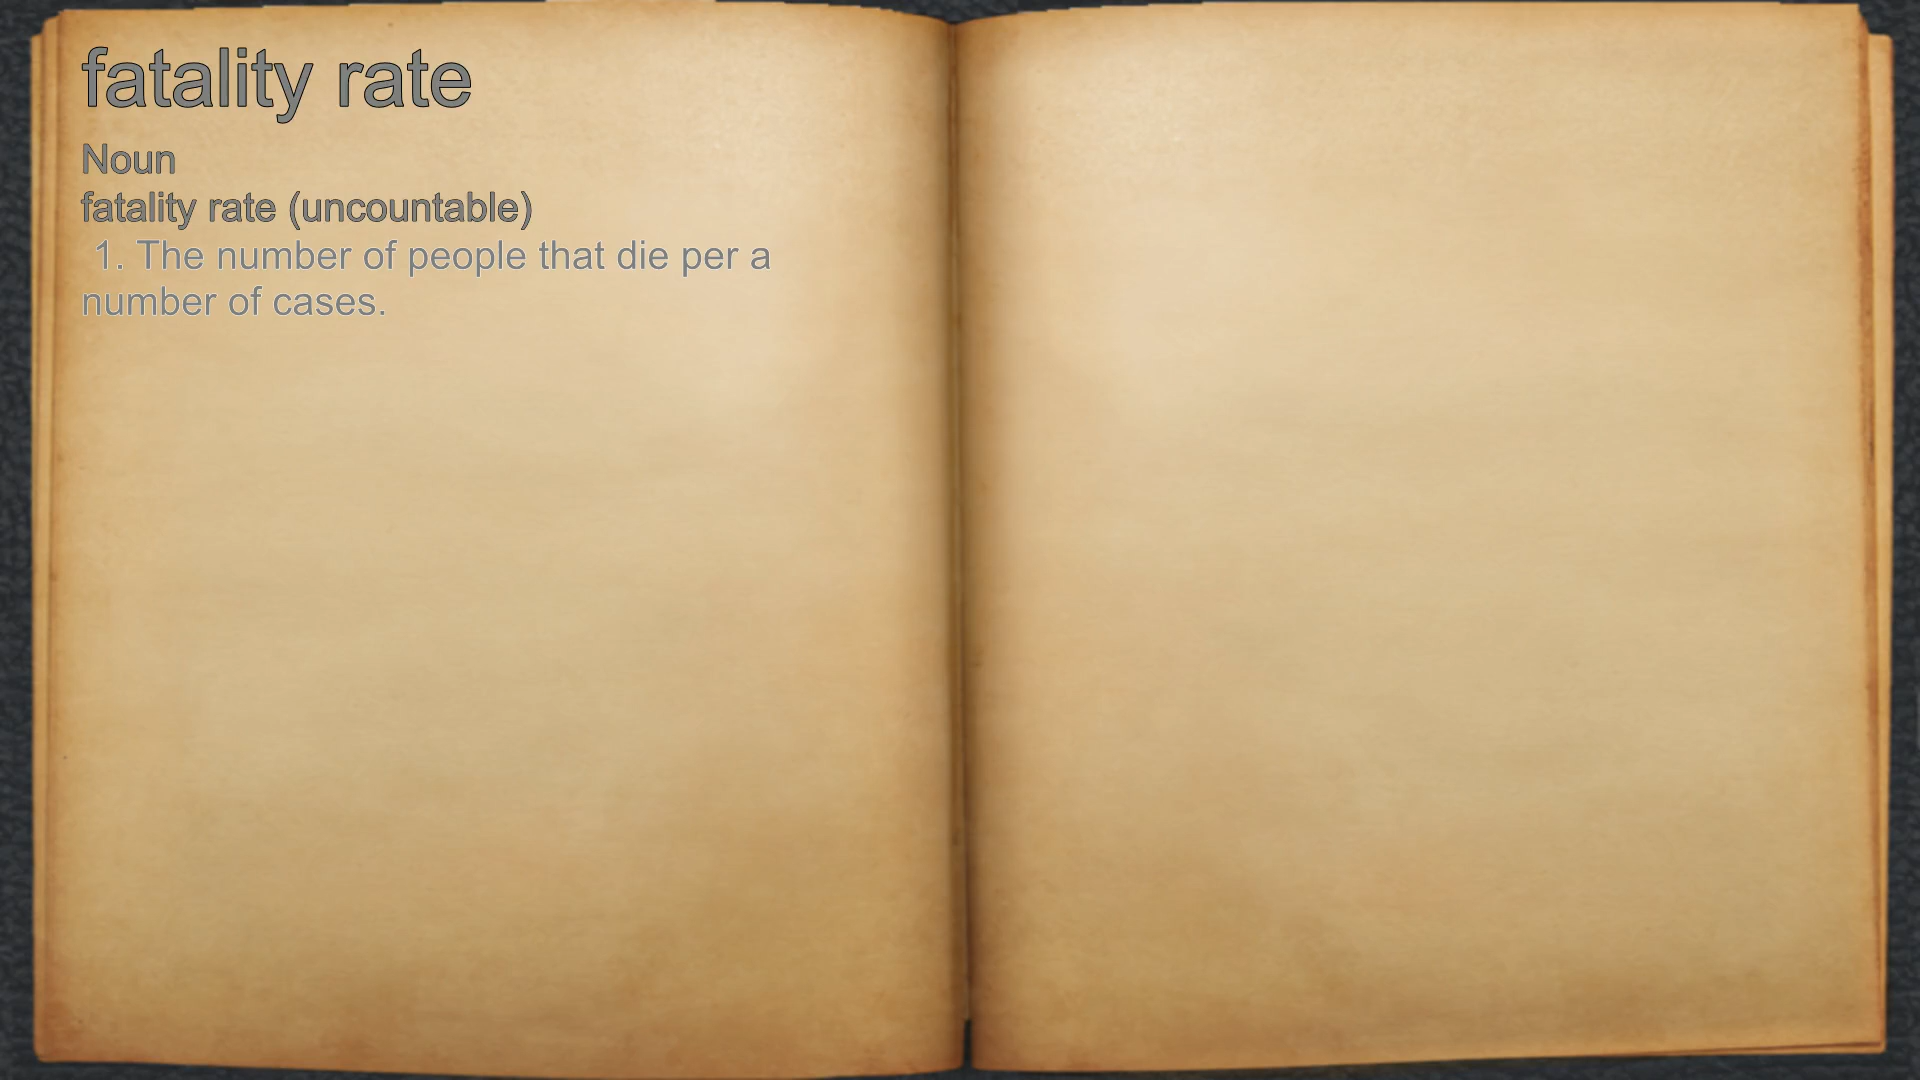 fatality rate
Noun
fatality rate (uncountable)
1. The number of people that die per a
number of cases.